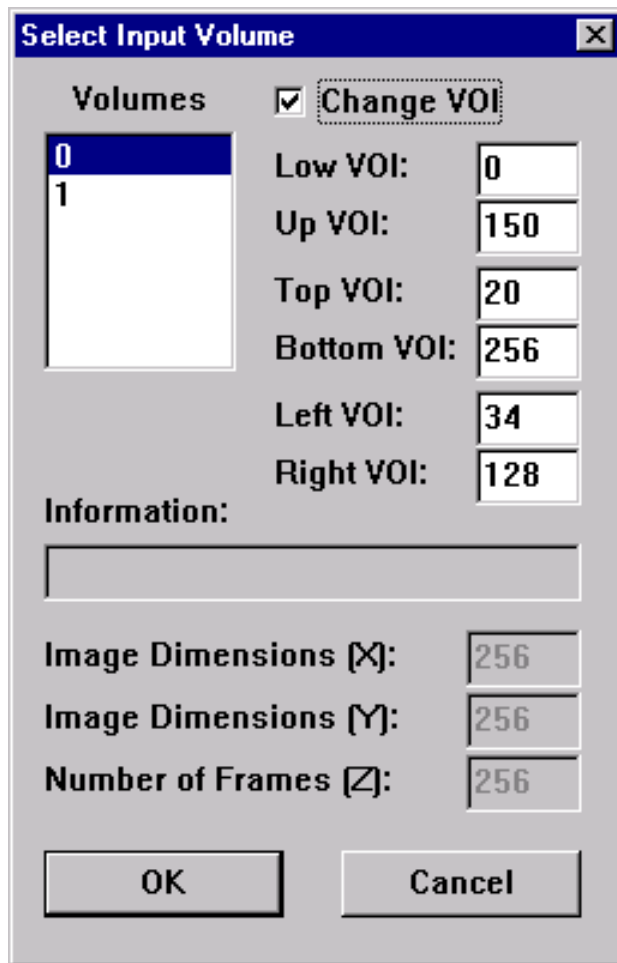 Select Input Volume
Volumes
Change VOI
0
1
Low VOI: 0
Up VOI: 150
Top VOI: 20
Bottom VOI: 256
Left VOI: 34
Right VOI: 128
Information:
Image Dimensions (X): 256
Image Dimensions (Y): 256
Number of Frames (Z): 256
OK
Cancel